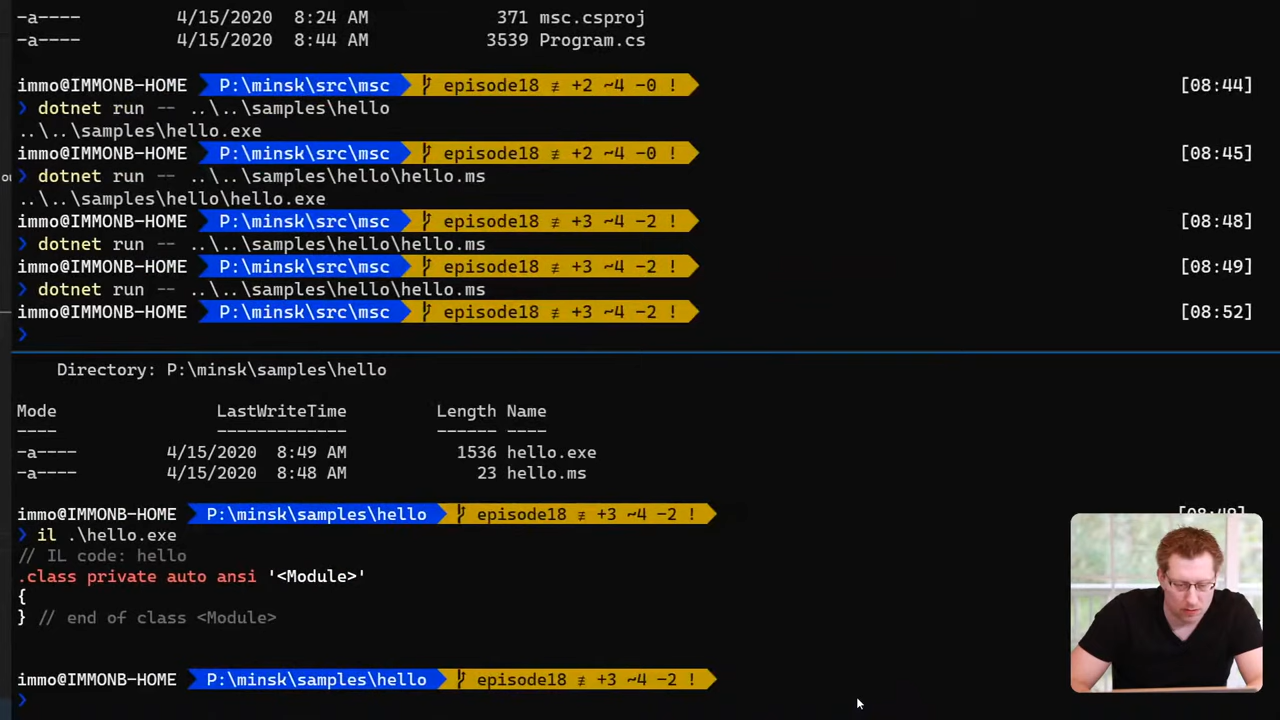 -a---- 4/15/2020 8:24 AM 371 msc.csproj
-a---- 4/15/2020 8:44 AM 3539 Program.cs
immo@IMMONB-HOME P:\minsk\src\msc episode18 ≢ +2 ~4 -0 ! [08:44]
❯ dotnet run -- ..\..\samples\hello
..\..\samples\hello.exe
immo@IMMONB-HOME P:\minsk\src\msc episode18 ≢ +2 ~4 -0 ! [08:45]
❯ dotnet run -- ..\..\samples\hello\hello.ms
..\..\samples\hello\hello.exe
immo@IMMONB-HOME P:\minsk\src\msc episode18 ≢ +3 ~4 -2 ! [08:48]
❯ dotnet run -- ..\..\samples\hello\hello.ms
immo@IMMONB-HOME P:\minsk\src\msc episode18 ≢ +3 ~4 -2 ! [08:49]
❯ dotnet run -- ..\..\samples\hello\hello.ms
immo@IMMONB-HOME P:\minsk\src\msc episode18 ≢ +3 ~4 -2 ! [08:52]
❯
Directory: P:\minsk\samples\hello
Mode LastWriteTime Length Name
---- ------------- ------ ----
-a---- 4/15/2020 8:49 AM 1536 hello.exe
-a---- 4/15/2020 8:48 AM 23 hello.ms
immo@IMMONB-HOME P:\minsk\samples\hello episode18 ≢ +3 ~4 -2 !
❯ il .\hello.exe
// IL code: hello
.class private auto ansi '<Module>'
{
} // end of class <Module>
immo@IMMONB-HOME P:\minsk\samples\hello episode18 ≢ +3 ~4 -2 !
❯